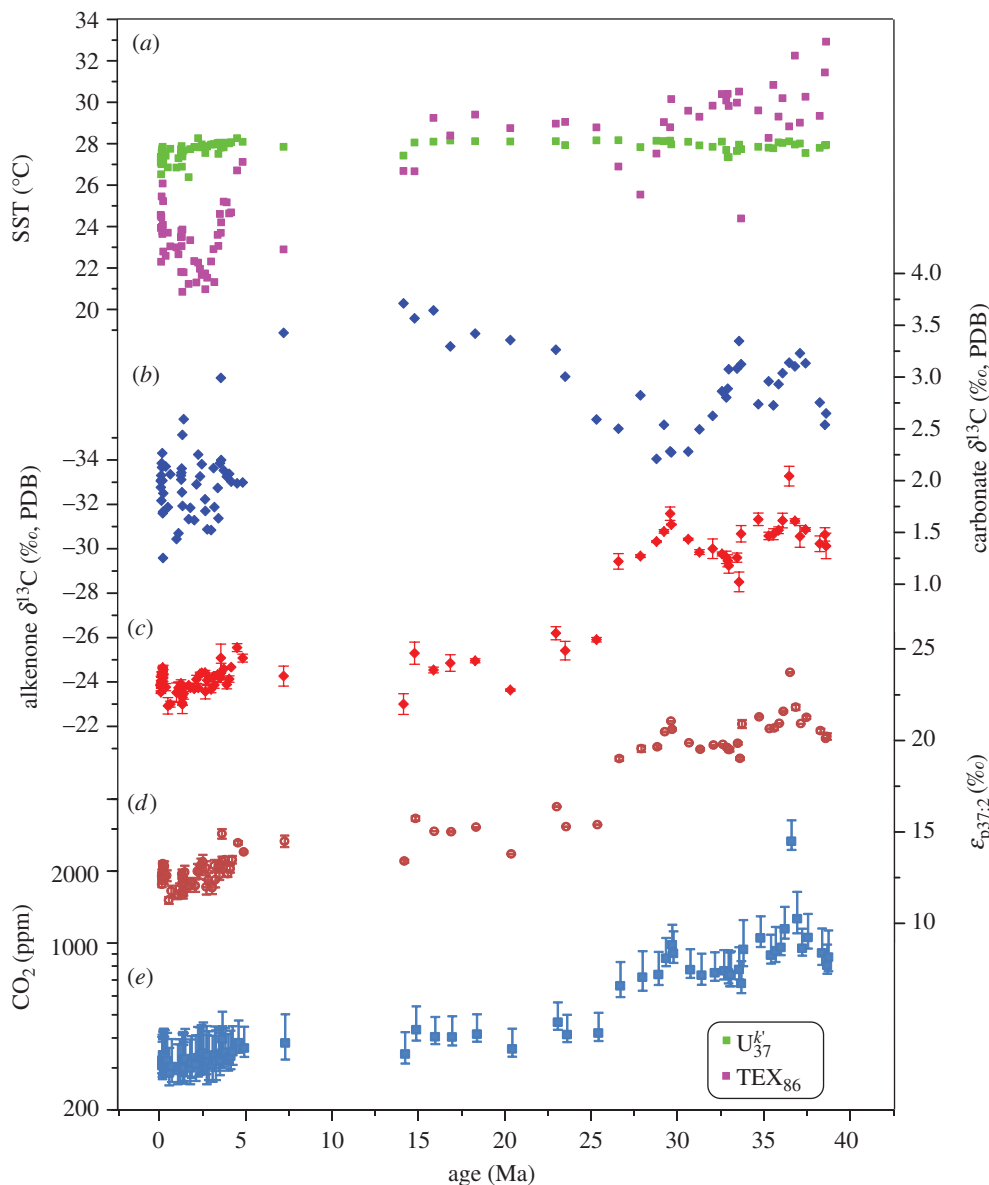 34
32
30
28
26
24
22
20
SST (°C)
(a)
4.0
3.5
3.0
2.5
2.0
1.5
1.0
carbonate δ¹³C (‰, PDB)
(b)
–34
–32
–30
–28
–26
–24
–22
alkenone δ¹³C (‰, PDB)
(c)
25
20
15
10
εp37:2 (‰)
(d)
2000
1000
200
CO₂ (ppm)
(e)
U₃₇ᵏ'
TEX₈₆
0 5 10 15 20 25 30 35 40
age (Ma)